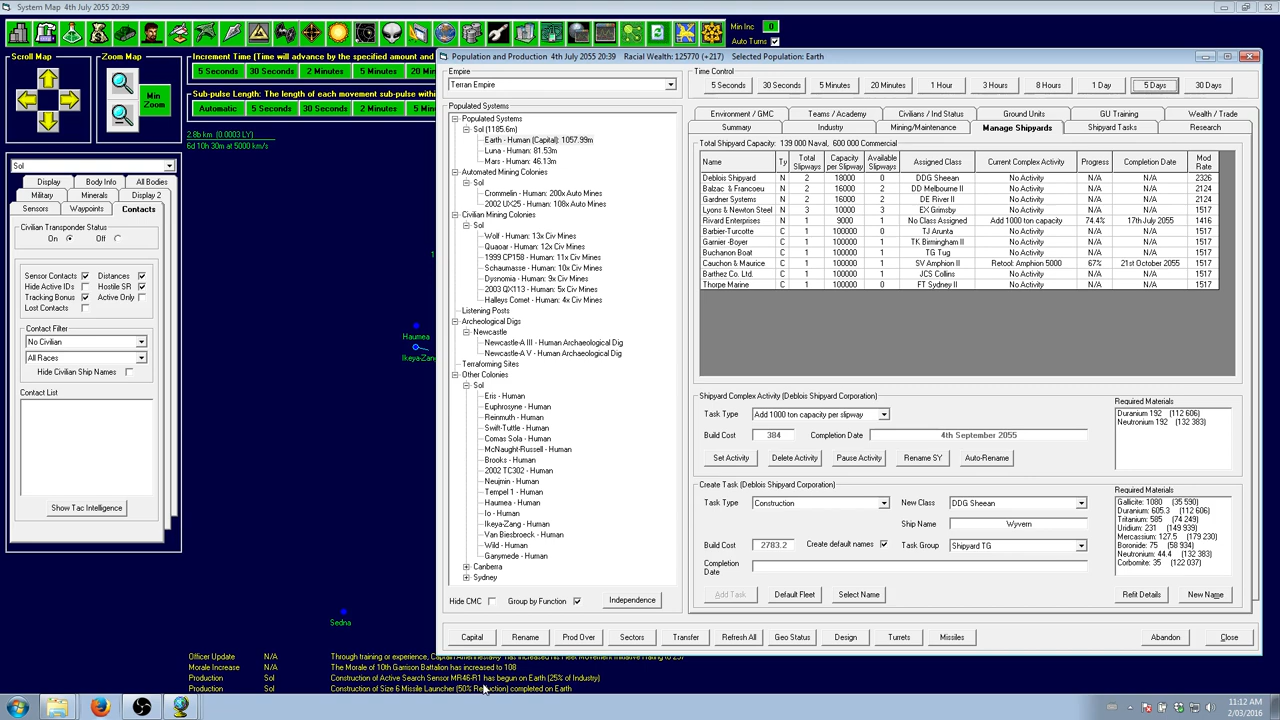 System Map  4th July 2055 20:39
Min Inc 0
Auto Turns
Scroll Map
Zoom Map
Min Zoom
Increment Time (Time will advance by the specified amount and
5 Seconds 30 Seconds 2 Minutes 5 Minutes
Sub-pulse Length: The length of each movement sub-pulse within
Automatic 5 Seconds 30 Seconds 2 Minutes
2.8b km (0.0003 LY)
6d 10h 30m at 5000 km/s
Sol
Display Body Info All Bodies
Military Minerals Display 2
Sensors Waypoints Contacts
Civilian Transponder Status
On Off
Sensor Contacts Distances
Hide Active IDs Hostile SR
Tracking Bonus Active Only
Lost Contacts
Contact Filter
No Civilian
All Races
Hide Civilian Ship Names
Contact List
Show Tac Intelligence
Haumea
Ikeya-Zang
Sedna
Population and Production  4th July 2055 20:39  Racial Wealth: 125770 (+217)  Selected Population: Earth
Empire
Terran Empire
Time Control
5 Seconds 30 Seconds 5 Minutes 20 Minutes 1 Hour 3 Hours 8 Hours 1 Day 5 Days 30 Days
Populated Systems
Populated Systems
Sol (1185.6m)
Earth - Human (Capital): 1057.99m
Luna - Human: 81.53m
Mars - Human: 46.13m
Automated Mining Colonies
Sol
Crommelin - Human: 200x Auto Mines
2002 UX25 - Human: 108x Auto Mines
Civilian Mining Colonies
Sol
Wolf - Human: 13x Civ Mines
Quaoar - Human: 12x Civ Mines
1999 CP158 - Human: 11x Civ Mines
Schaumasse - Human: 10x Civ Mines
Dysnomia - Human: 9x Civ Mines
2003 QX113 - Human: 5x Civ Mines
Halleys Comet - Human: 4x Civ Mines
Listening Posts
Archeological Digs
Newcastle
Newcastle-A III - Human Archaeological Dig
Newcastle-A V - Human Archaeological Dig
Terraforming Sites
Other Colonies
Sol
Eris - Human
Euphrosyne - Human
Reinmuth - Human
Swift-Tuttle - Human
Comas Sola - Human
McNaught-Russell - Human
Brooks - Human
2002 TC302 - Human
Neujmin - Human
Tempel 1 - Human
Haumea - Human
Io - Human
Ikeya-Zang - Human
Van Biesbroeck - Human
Wild - Human
Ganymede - Human
Canberra
Sydney
Hide CMC Group by Function Independence
Environment / GMC Teams / Academy Civilians / Ind Status Ground Units GU Training Wealth / Trade
Summary Industry Mining/Maintenance Manage Shipyards Shipyard Tasks Research
Total Shipyard Capacity:  139 000 Naval,  600 000 Commercial
Name Ty Total Slipways Capacity per Slipway Available Slipways Assigned Class Current Complex Activity Progress Completion Date Mod Rate
Deblois Shipyard N 2 18000 0 DDG Sheean No Activity N/A N/A 2326
Balzac & Francoeu N 2 16000 0 DD Melbourne II No Activity N/A N/A 2124
Gardner Systems N 2 16000 2 DE River II No Activity N/A N/A 2124
Lyons & Newton Steel N 3 10000 3 EX Grimsby No Activity N/A N/A 1517
Rivard Enterprises N 1 9000 1 No Class Assigned Add 1000 ton capacity 74.4% 17th July 2055 1416
Barbier-Turcotte C 1 100000 0 TJ Arunta No Activity N/A N/A 1517
Garnier -Boyer C 1 100000 1 TK Birmingham II No Activity N/A N/A 1517
Buchanon Boat C 1 100000 1 TG Tug No Activity N/A N/A 1517
Cauchon & Maurice C 1 100000 1 SV Amphion II Retool: Amphion 5000 67% 21st October 2055 1517
Barthez Co. Ltd. C 1 100000 1 JCS Collins No Activity N/A N/A 1517
Thorpe Marine C 1 100000 0 FT Sydney II No Activity N/A N/A 1517
Shipyard Complex Activity (Deblois Shipyard Corporation)
Task Type Add 1000 ton capacity per slipway
Build Cost 384 Completion Date 4th September 2055
Set Activity Delete Activity Pause Activity Rename SY Auto-Rename
Required Materials
Duranium 192  (112 606)
Neutronium 192  (132 383)
Create Task (Deblois Shipyard Corporation)
Task Type Construction New Class DDG Sheean
Ship Name Wyvern
Build Cost 2783.2 Create default names Task Group Shipyard TG
Completion Date
Add Task Default Fleet Select Name Refit Details New Name
Required Materials
Gallicite: 1080  (35 590)
Duranium: 605.3  (112 606)
Tritanium: 585  (74 249)
Uridium: 231  (149 939)
Mercassium: 127.5  (179 230)
Boronide: 75  (58 934)
Neutronium: 44.4  (132 383)
Corbomite: 35  (122 037)
Capital Rename Prod Over Sectors Transfer Refresh All Geo Status Design Turrets Missiles Abandon Close
Officer Update N/A
Morale Increase N/A The Morale of 10th Garrison Battalion has increased to 108
Production Sol Construction of Active Search Sensor MR46-R1 has begun on Earth (25% of Industry)
Production Sol Construction of Size 6 Missile Launcher (50% Reduction) completed on Earth
11:12 AM
2/03/2016